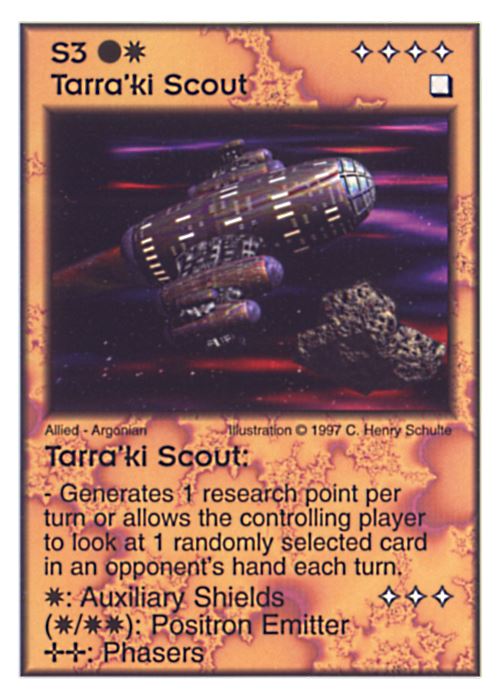 S3
Tarra'ki Scout
Allied - Argonian
Illustration © 1997 C. Henry Schulte
Tarra'ki Scout:
- Generates 1 research point per
turn or allows the controlling player
to look at 1 randomly selected card
in an opponent's hand each turn.
✷: Auxiliary Shields
(✷/✷✷): Positron Emitter
✛✛: Phasers